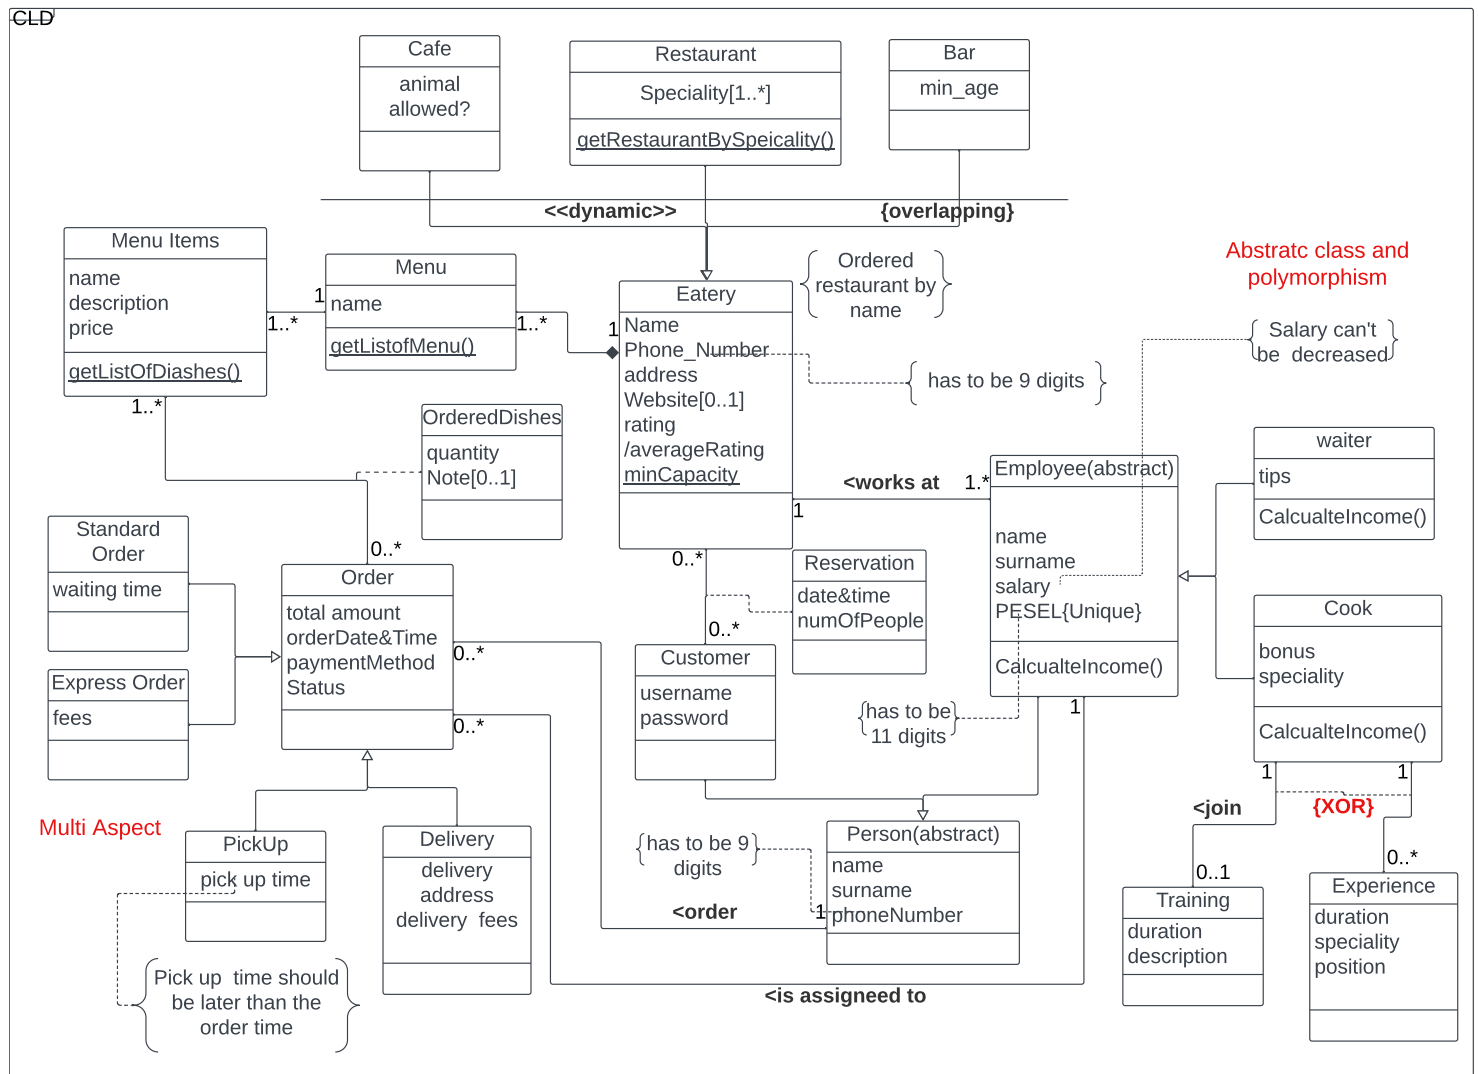 CLD
Cafe
animal
allowed?
Restaurant
Speciality[1..*]
getRestaurantBySpeicality()
Bar
min_age
<<dynamic>>
{overlapping}
Menu Items
name
description
price
getListOfDiashes()
1
1..*
Menu
name
getListofMenu()
1..*
1
Eatery
Name
Phone_Number
address
Website[0..1]
rating
/averageRating
minCapacity
Ordered
restaurant by
name
has to be 9 digits
Abstratc class and
polymorphism
Salary can't
be  decreased
1..*
OrderedDishes
quantity
Note[0..1]
0..*
<works at
1
1.*
Employee(abstract)
name
surname
salary
PESEL{Unique}
CalcualteIncome()
waiter
tips
CalcualteIncome()
Cook
bonus
speciality
CalcualteIncome()
Standard
Order
waiting time
Express Order
fees
Order
total amount
orderDate&Time
paymentMethod
Status
0..*
0..*
0..*
Reservation
date&time
numOfPeople
0..*
Customer
username
password
has to be
11 digits
1
1
1
<join
{XOR}
0..1
0..*
Training
duration
description
Experience
duration
speciality
position
Multi Aspect
PickUp
pick up time
Delivery
delivery
address
delivery  fees
has to be 9
digits
Person(abstract)
name
surname
phoneNumber
1
<order
<is assigneed to
Pick up  time should
be later than the
order time